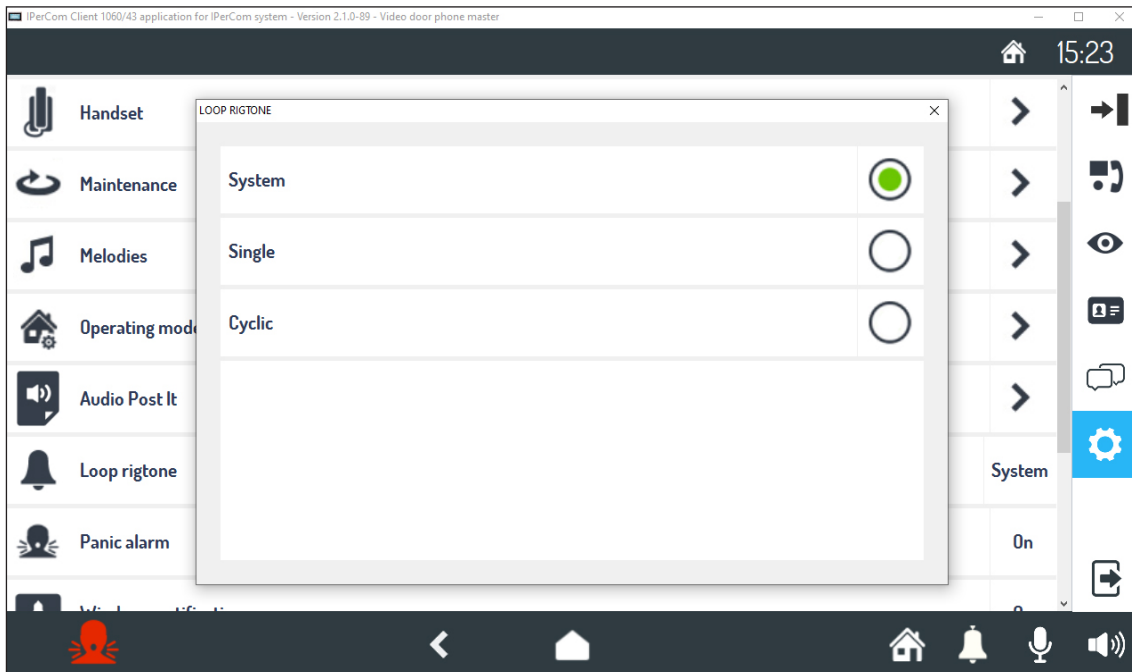 IPerCom Client 1060/43 application for IPerCom system - Version 2.1.0-89 - Video door phone master
15:23
Handset
LOOP RIGTONE
System
Maintenance
Single
Melodies
Cyclic
Operating mode
Audio Post It
Loop rigtone
System
Panic alarm
On